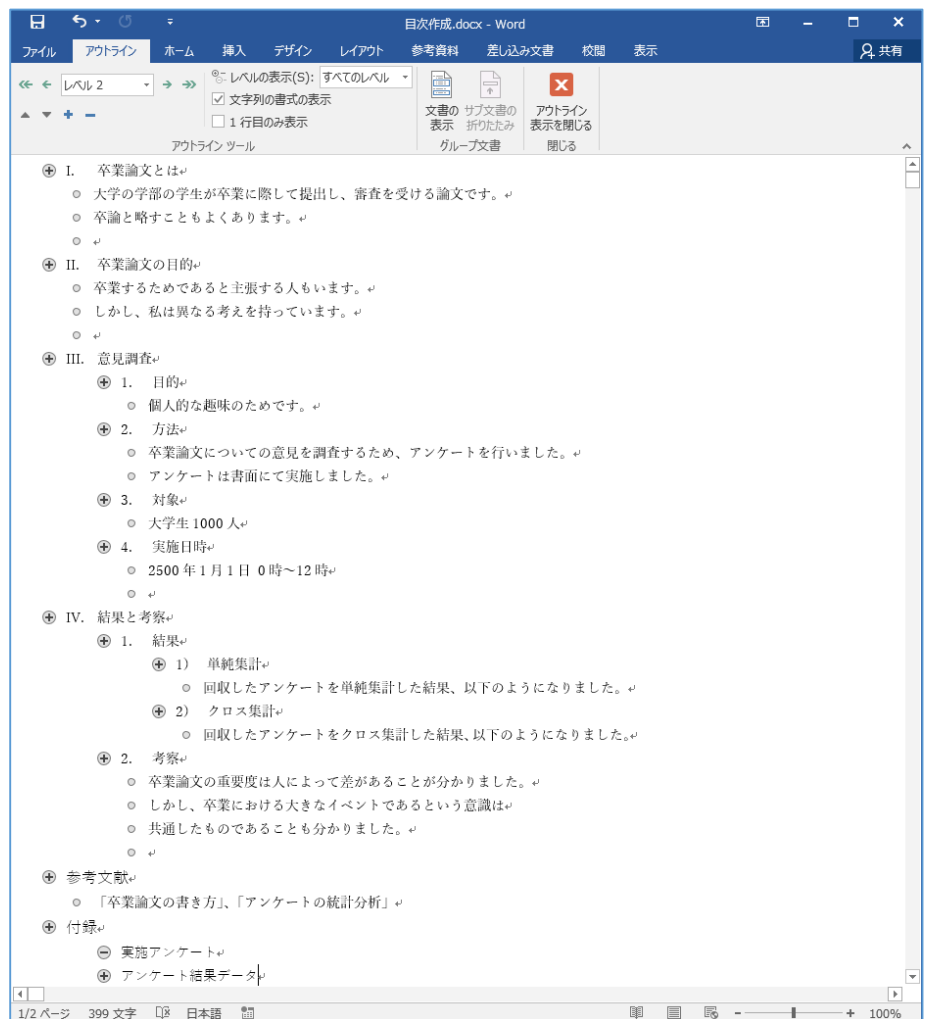 目次作成.docx - Word
ファイル アウトライン ホーム 挿入 デザイン レイアウト 参考資料 差し込み文書 校閲 表示 共有
レベル 2 レベルの表示(S): すべてのレベル
文字列の書式の表示
1 行目のみ表示
文書の表示 サブ文書の折りたたみ アウトライン表示を閉じる
アウトライン ツール グループ文書 閉じる
I. 卒業論文とは↵
大学の学部の学生が卒業に際して提出し、審査を受ける論文です。↵
卒論と略すこともよくあります。↵
↵
II. 卒業論文の目的↵
卒業するためであると主張する人もいます。↵
しかし、私は異なる考えを持っています。↵
↵
III. 意見調査↵
1. 目的↵
個人的な趣味のためです。↵
2. 方法↵
卒業論文についての意見を調査するため、アンケートを行いました。↵
アンケートは書面にて実施しました。↵
3. 対象↵
大学生 1000 人↵
4. 実施日時↵
2500 年 1 月 1 日 0 時～12 時↵
↵
IV. 結果と考察↵
1. 結果↵
1) 単純集計↵
回収したアンケートを単純集計した結果、以下のようになりました。↵
2) クロス集計↵
回収したアンケートをクロス集計した結果、以下のようになりました。↵
2. 考察↵
卒業論文の重要度は人によって差があることが分かりました。↵
しかし、卒業における大きなイベントであるという意識は↵
共通したものであることも分かりました。↵
↵
参考文献↵
「卒業論文の書き方」、「アンケートの統計分析」↵
付録↵
実施アンケート↵
アンケート結果データ↵
1/2 ページ 399 文字 日本語 100%